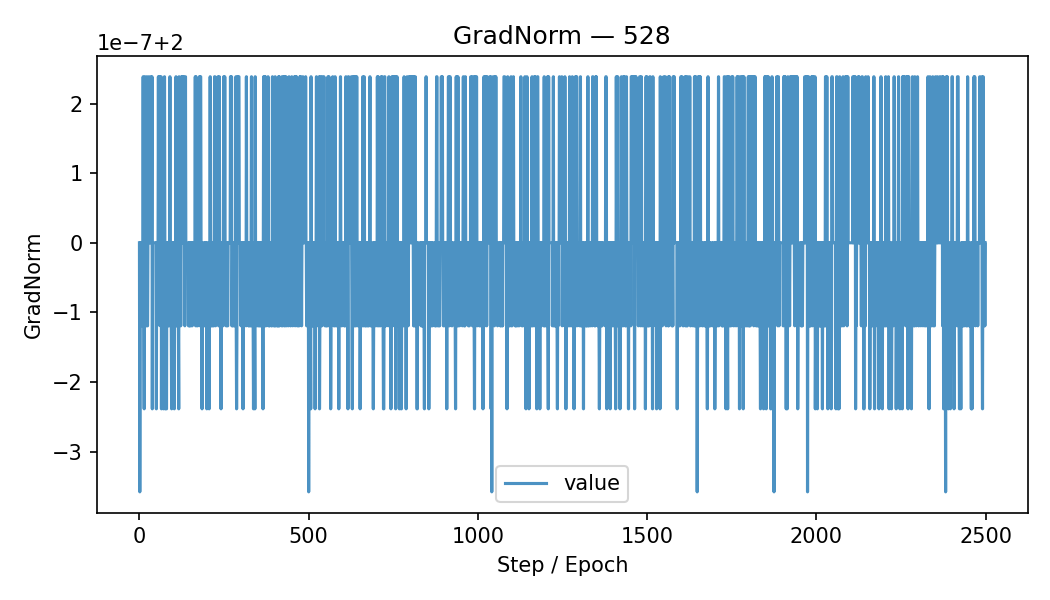 GradNorm — 528
1e−7+2
2
1
0
−1
−2
−3
GradNorm
value
0 500 1000 1500 2000 2500
Step / Epoch